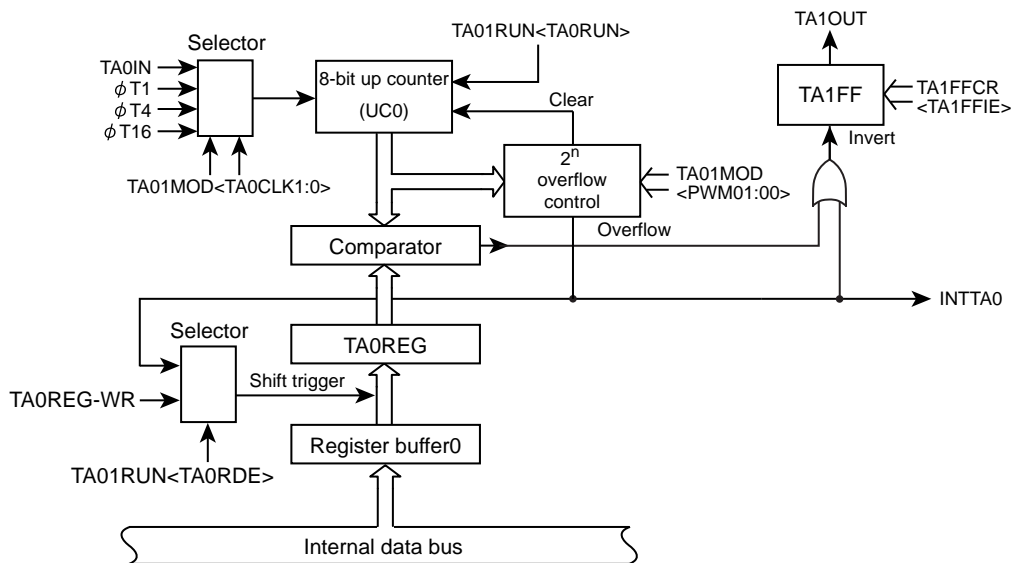 TA1OUT
TA01RUN<TA0RUN>
Selector
TA0IN
ϕT1
ϕT4
ϕT16
8-bit up counter
(UC0)
TA1FF
TA1FFCR
<TA1FFIE>
Clear
Invert
2n
overflow
control
TA01MOD
<PWM01:00>
TA01MOD<TA0CLK1:0>
Overflow
Comparator
INTTA0
Selector
TA0REG
Shift trigger
TA0REG-WR
Register buffer0
TA01RUN<TA0RDE>
Internal data bus